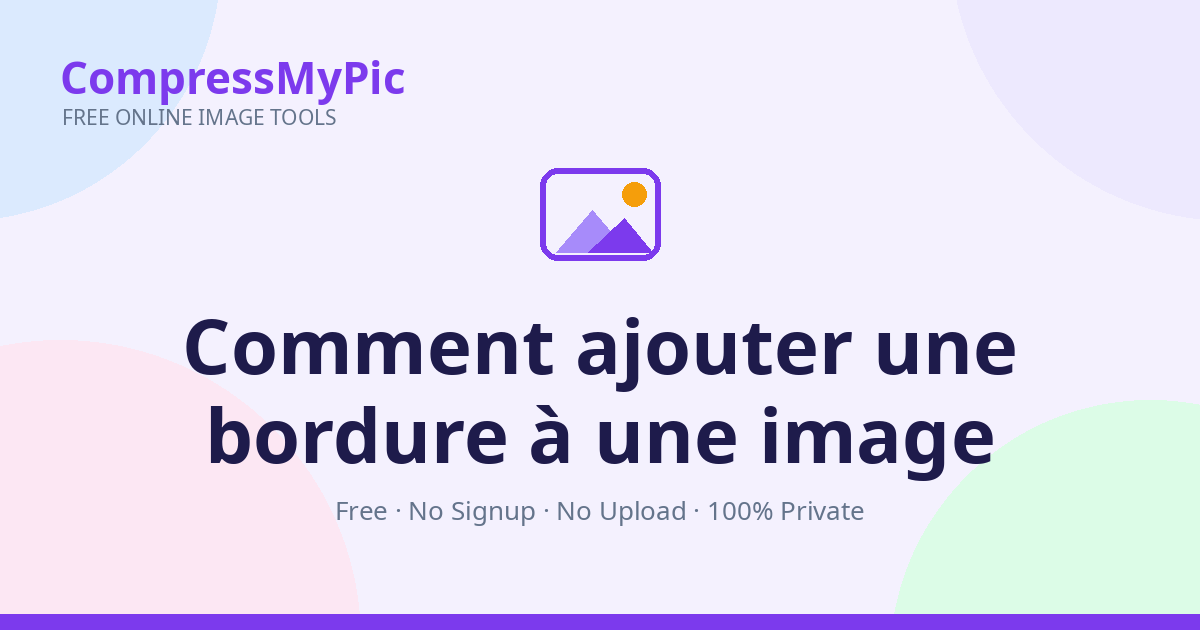 CompressMyPic
FREE ONLINE IMAGE TOOLS
Comment ajouter une
bordure à une image
Free · No Signup · No Upload · 100% Private